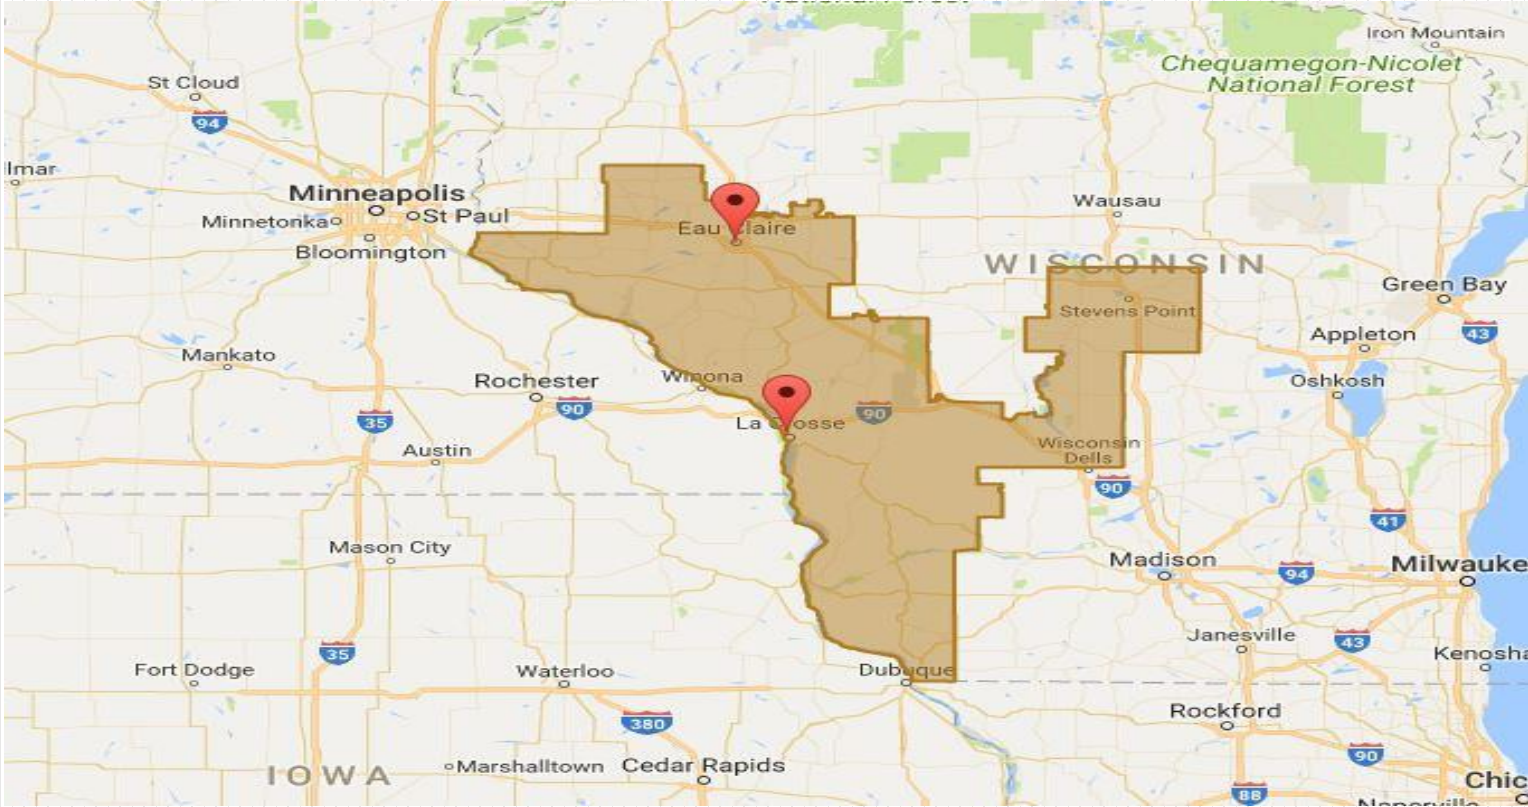 National Forest
Iron Mountain
Chequamegon-Nicolet
National Forest
St Cloud
94
lmar
Minneapolis
Minnetonka
St Paul
Bloomington
Eau Claire
Wausau
WISCONSIN
Green Bay
Stevens Point
43
Appleton
Mankato
Rochester
Winona
Oshkosh
35
90
La Crosse
90
Austin
Wisconsin
Dells
90
41
Mason City
Madison
94
Milwauke
Janesville
43
35
Kenosha
Fort Dodge
Waterloo
Dubuque
380
Rockford
90
IOWA
Marshalltown
Cedar Rapids
Chic
88
Naperville